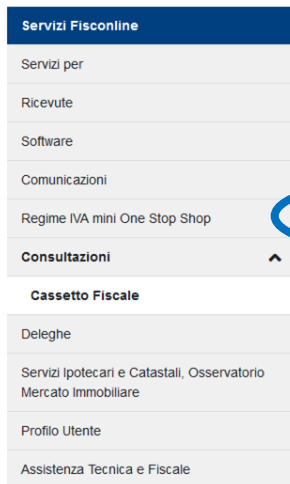 Servizi Fisconline
Servizi per
Ricevute
Software
Comunicazioni
Regime IVA mini One Stop Shop
Consultazioni
Cassetto Fiscale
Deleghe
Servizi Ipotecari e Catastali, Osservatorio
Mercato Immobiliare
Profilo Utente
Assistenza Tecnica e Fiscale